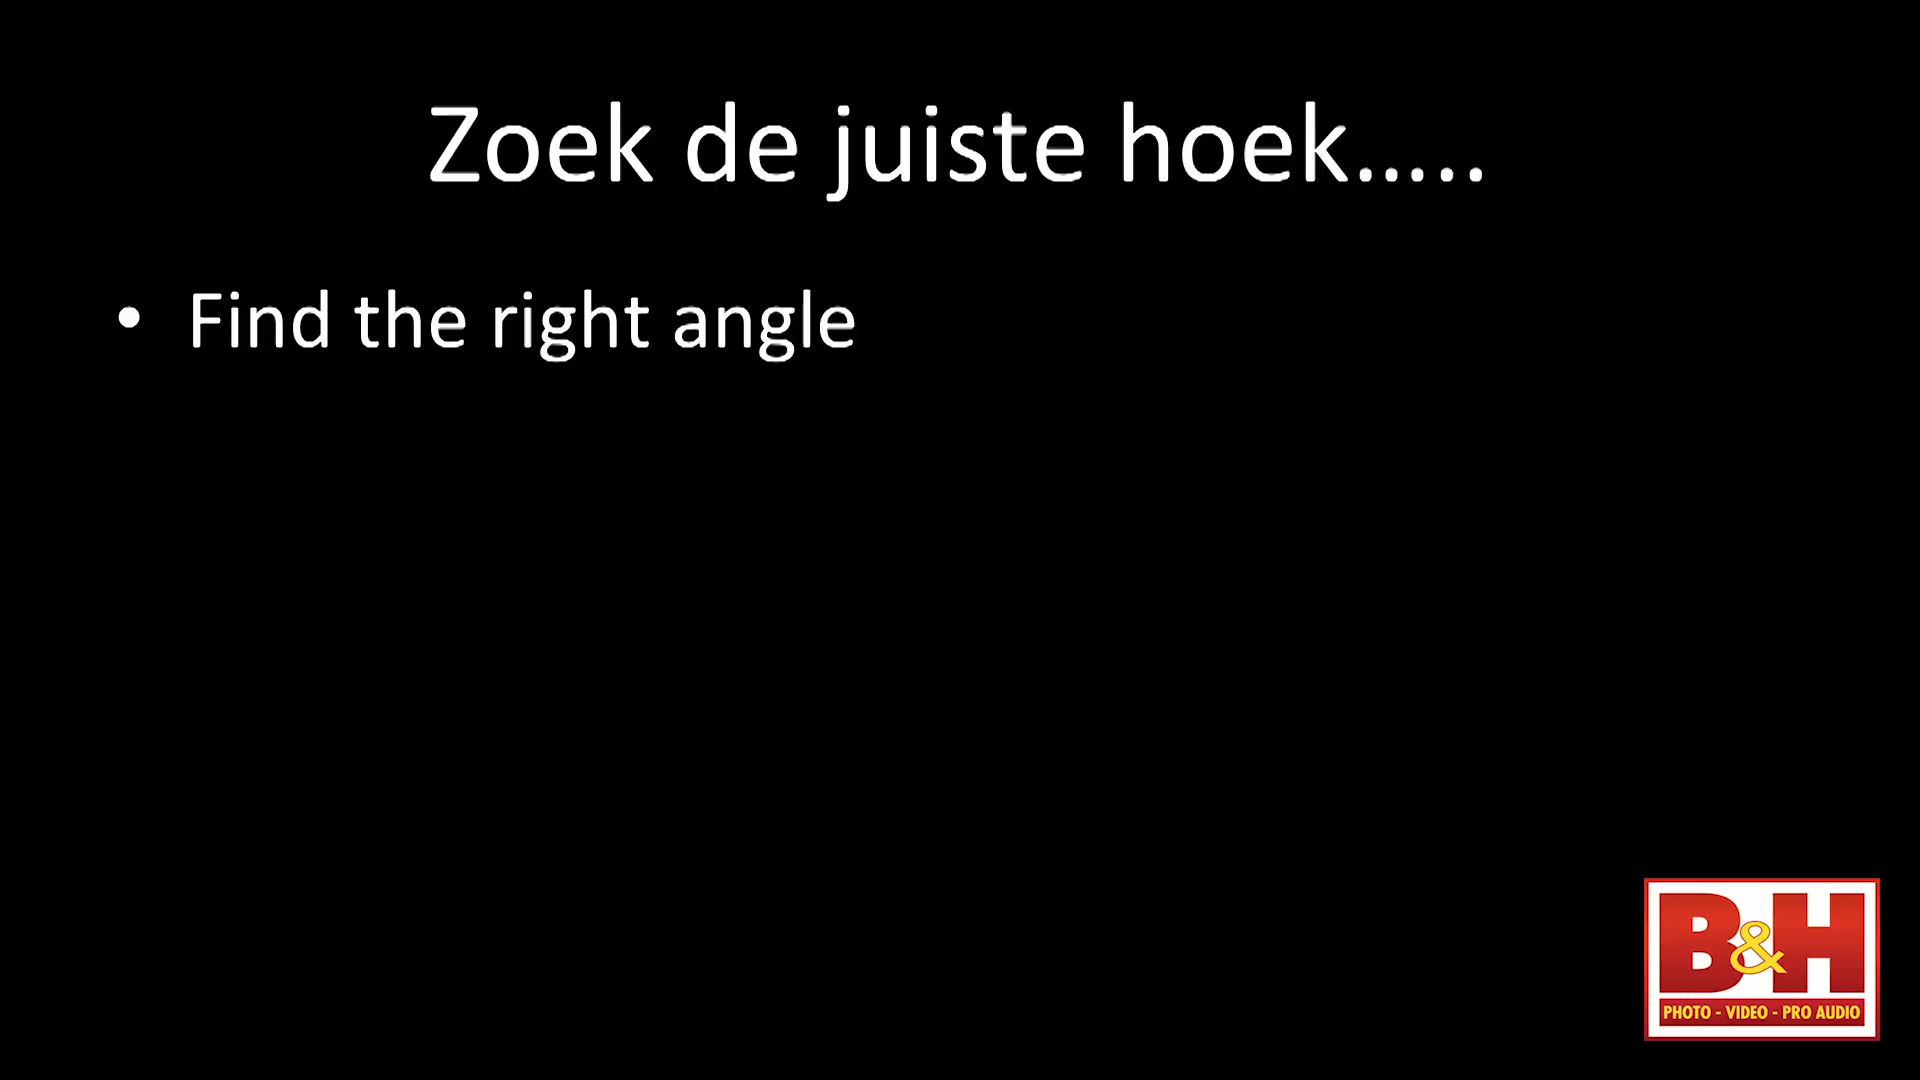 Zoek de juiste hoek.....
• Find the right angle
B&H
PHOTO - VIDEO - PRO AUDIO